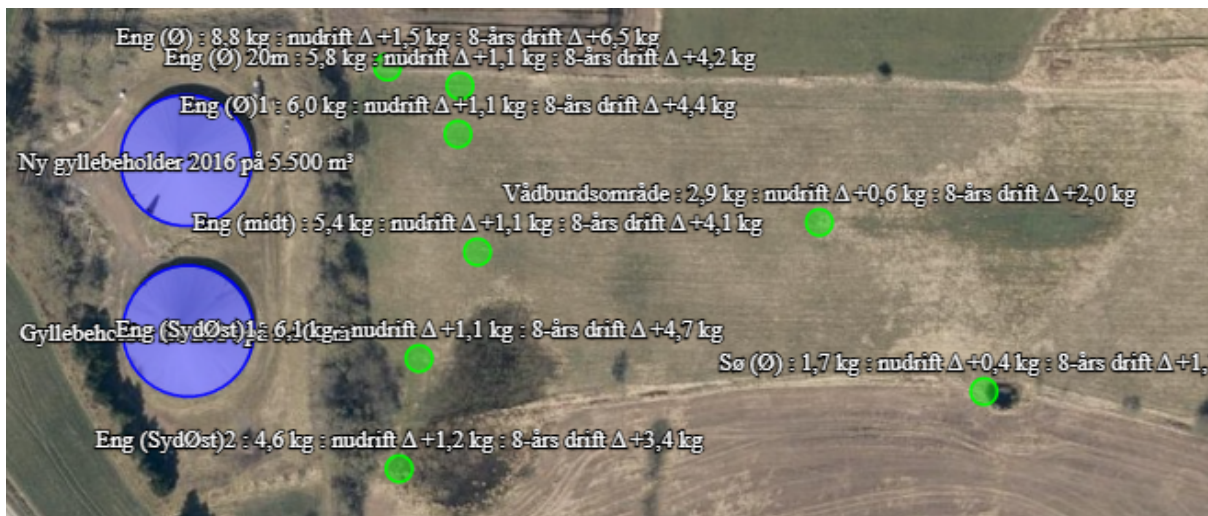 Eng (Ø) : 8,8 kg : nudrift Δ +1,5 kg : 8-års drift Δ +6,5 kg
Eng (Ø) 20m : 5,8 kg : nudrift Δ +1,1 kg : 8-års drift Δ +4,2 kg
Eng (Ø)1 : 6,0 kg : nudrift Δ +1,1 kg : 8-års drift Δ +4,4 kg
Ny gyllebeholder 2016 på 5.500 m³
Vådbundsområde : 2,9 kg : nudrift Δ +0,6 kg : 8-års drift Δ +2,0 kg
Eng (midt) : 5,4 kg : nudrift Δ +1,1 kg : 8-års drift Δ +4,1 kg
Eng (SydØst)1 : 6,1 kg : nudrift Δ +1,1 kg : 8-års drift Δ +4,7 kg
Sø (Ø) : 1,7 kg : nudrift Δ +0,4 kg : 8-års drift Δ +1,
Eng (SydØst)2 : 4,6 kg : nudrift Δ +1,2 kg : 8-års drift Δ +3,4 kg